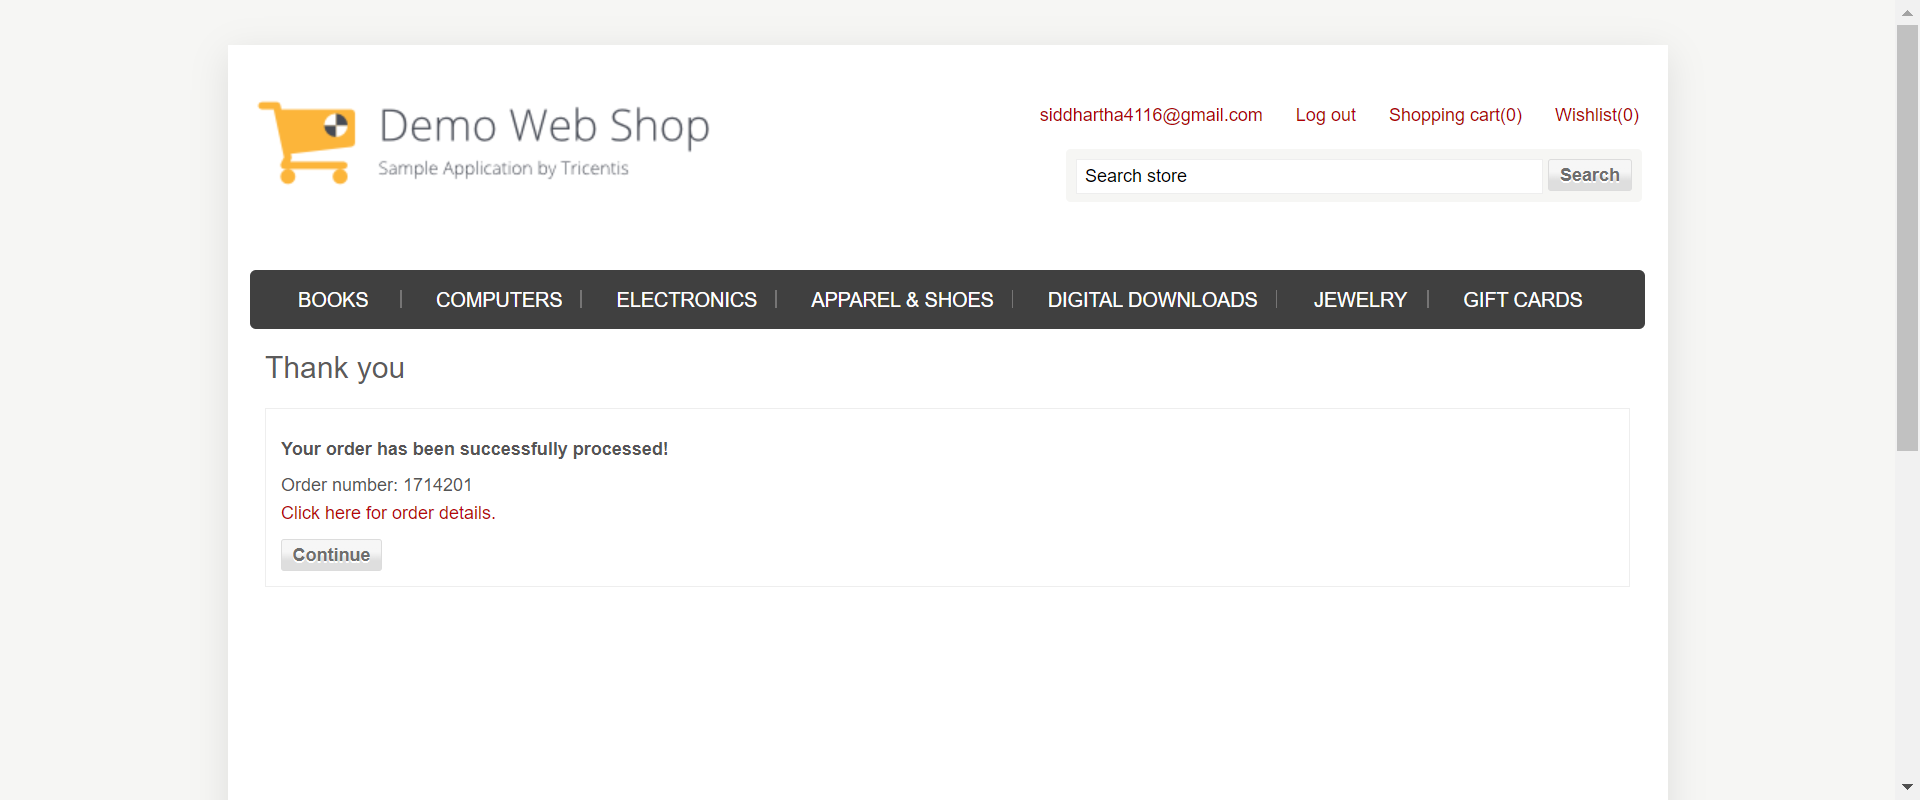 Demo Web Shop
Sample Application by Tricentis
siddhartha4116@gmail.com Log out Shopping cart(0) Wishlist(0)
Search store Search
BOOKS COMPUTERS ELECTRONICS APPAREL & SHOES DIGITAL DOWNLOADS JEWELRY GIFT CARDS
Thank you
Your order has been successfully processed!
Order number: 1714201
Click here for order details.
Continue